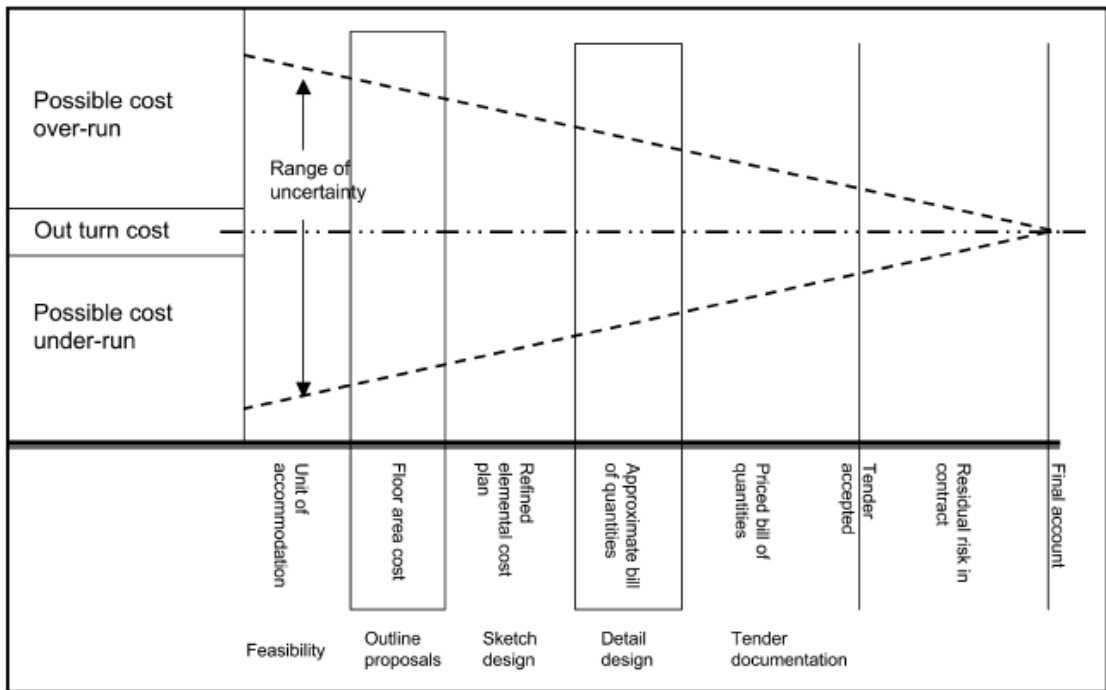 Possible cost
over-run
Range of
uncertainty
Out turn cost
Possible cost
under-run
Unit of
accommodation
Floor area cost
Refined
elemental cost
plan
Approximate bill
of quantities
Priced bill of
quantities
Tender
accepted
Residual risk in
contract
Final account
Feasibility
Outline
proposals
Sketch
design
Detail
design
Tender
documentation